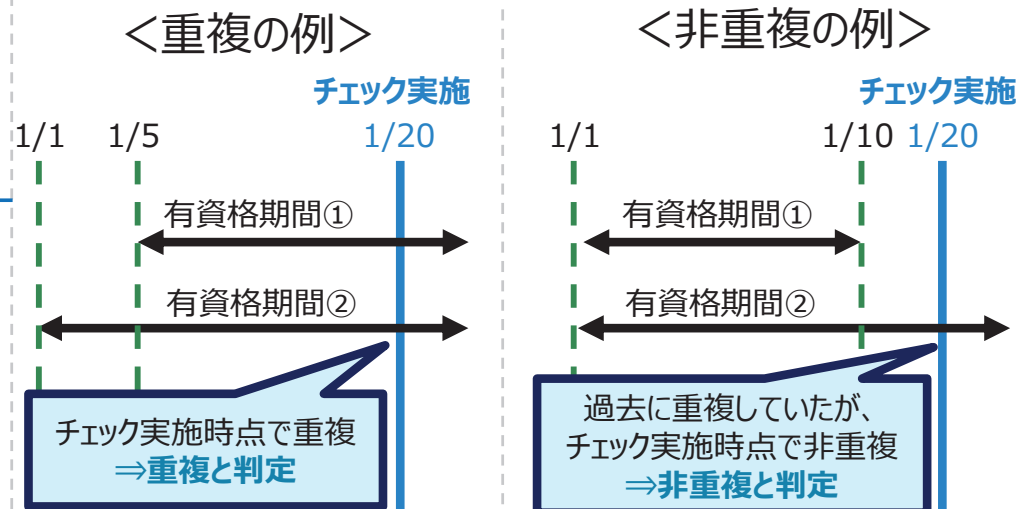 ＜重複の例＞
チェック実施
1/1 1/5 1/20
有資格期間①
有資格期間②
チェック実施時点で重複
⇒重複と判定
＜非重複の例＞
チェック実施
1/1 1/10 1/20
有資格期間①
有資格期間②
過去に重複していたが、
チェック実施時点で非重複
⇒非重複と判定